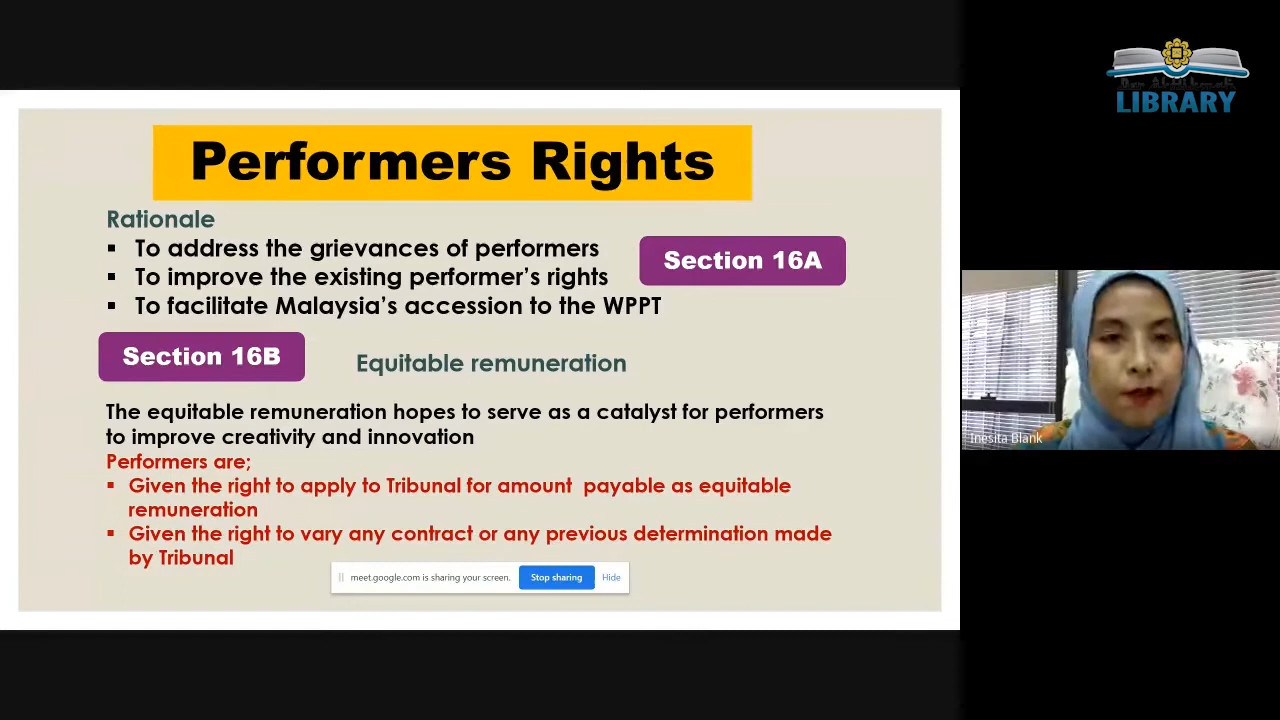 Performers Rights
Rationale
▪ To address the grievances of performers
▪ To improve the existing performer’s rights
▪ To facilitate Malaysia’s accession to the WPPT
Section 16A
Section 16B
Equitable remuneration
The equitable remuneration hopes to serve as a catalyst for performers
to improve creativity and innovation
Performers are;
▪ Given the right to apply to Tribunal for amount payable as equitable
remuneration
▪ Given the right to vary any contract or any previous determination made
by Tribunal
meet.google.com is sharing your screen.
Stop sharing
Hide
LIBRARY
Inesita Blank